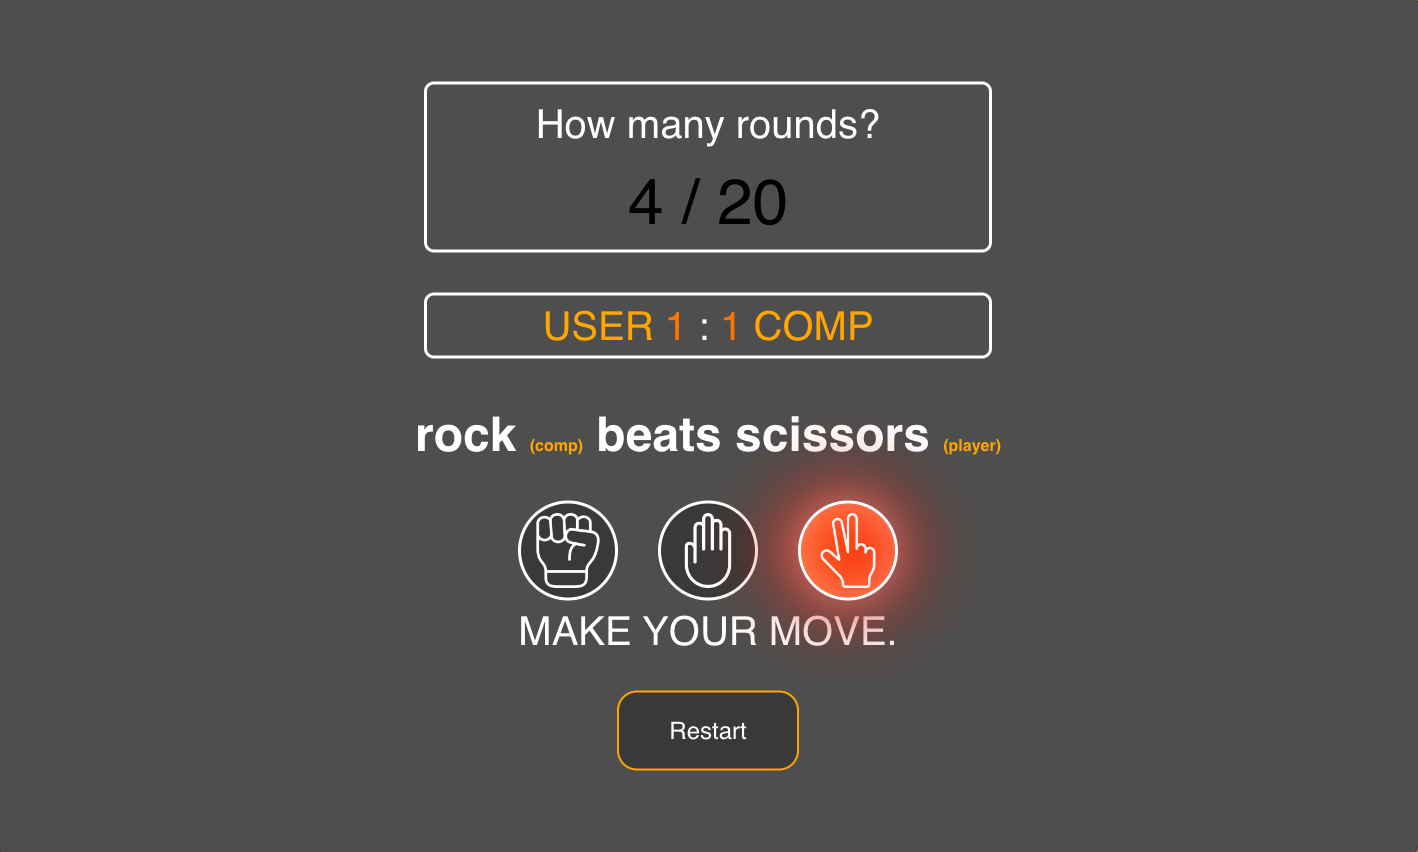 How many rounds?
4 / 20
USER 1 : 1 COMP
rock (comp) beats scissors (player)
MAKE YOUR MOVE.
Restart